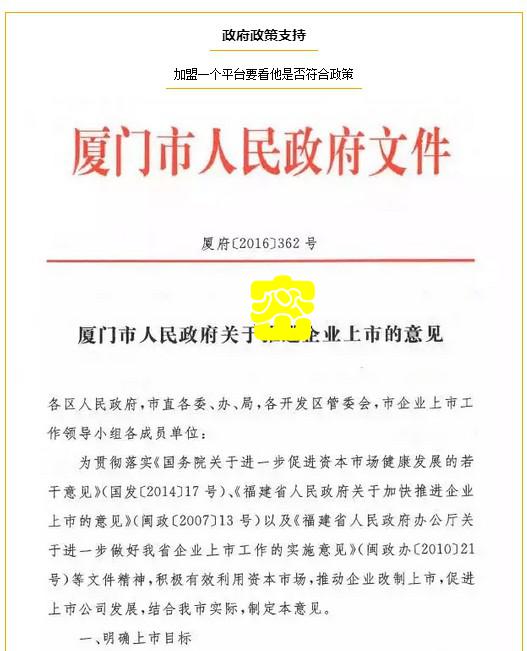 政府政策支持
加盟一个平台要看他是否符合政策
厦门市人民政府文件
厦府〔2016〕362 号
厦门市人民政府关于推进企业上市的意见
各区人民政府,市直各委、办、局,各开发区管委会,市企业上市工
作领导小组各成员单位:
为贯彻落实《国务院关于进一步促进资本市场健康发展的若
干意见》(国发〔2014〕17 号)、《福建省人民政府关于加快推进企业
上市的意见》(闽政〔2007〕13 号)以及《福建省人民政府办公厅关
于进一步做好我省企业上市工作的实施意见》(闽政办〔2010〕21
号)等文件精神,积极有效利用资本市场,推动企业改制上市,促进
上市公司发展,结合我市实际,制定本意见。
一、明确上市目标